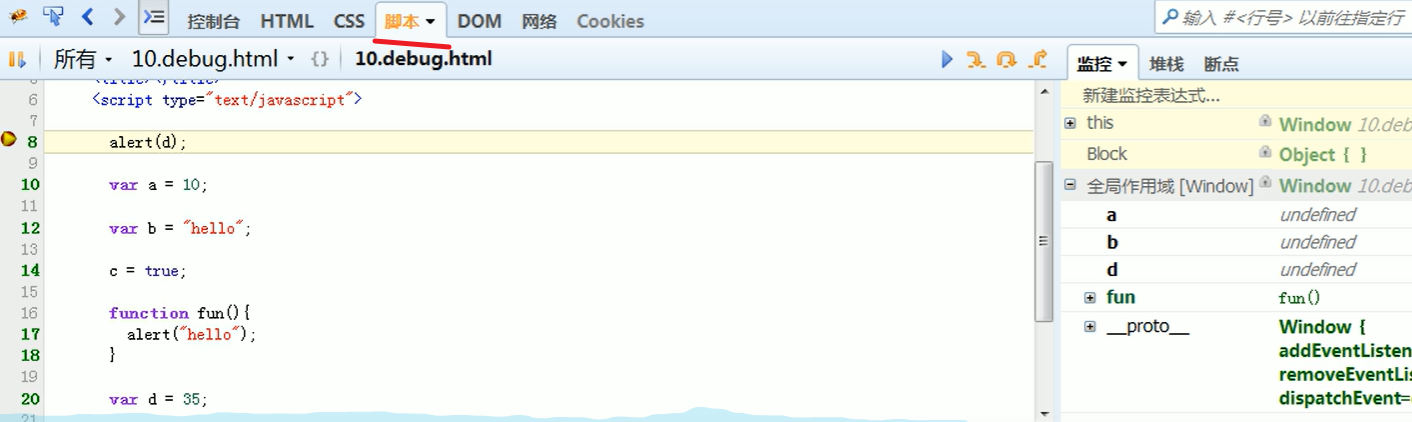 控制台 HTML CSS 脚本 DOM 网络 Cookies
输入 #<行号> 以前往指定行
所有 10.debug.html {} 10.debug.html
监控 堆栈 断点
6 <script type="text/javascript">
7
8 alert(d);
9
10 var a = 10;
11
12 var b = "hello";
13
14 c = true;
15
16 function fun(){
17 alert("hello");
18 }
19
20 var d = 35;
21
新建监控表达式...
this Window 10.deb
Block Object { }
全局作用域 [Window] Window 10.deb
a undefined
b undefined
d undefined
fun fun()
__proto__ Window {
addEventListen
removeEventLis
dispatchEvent=